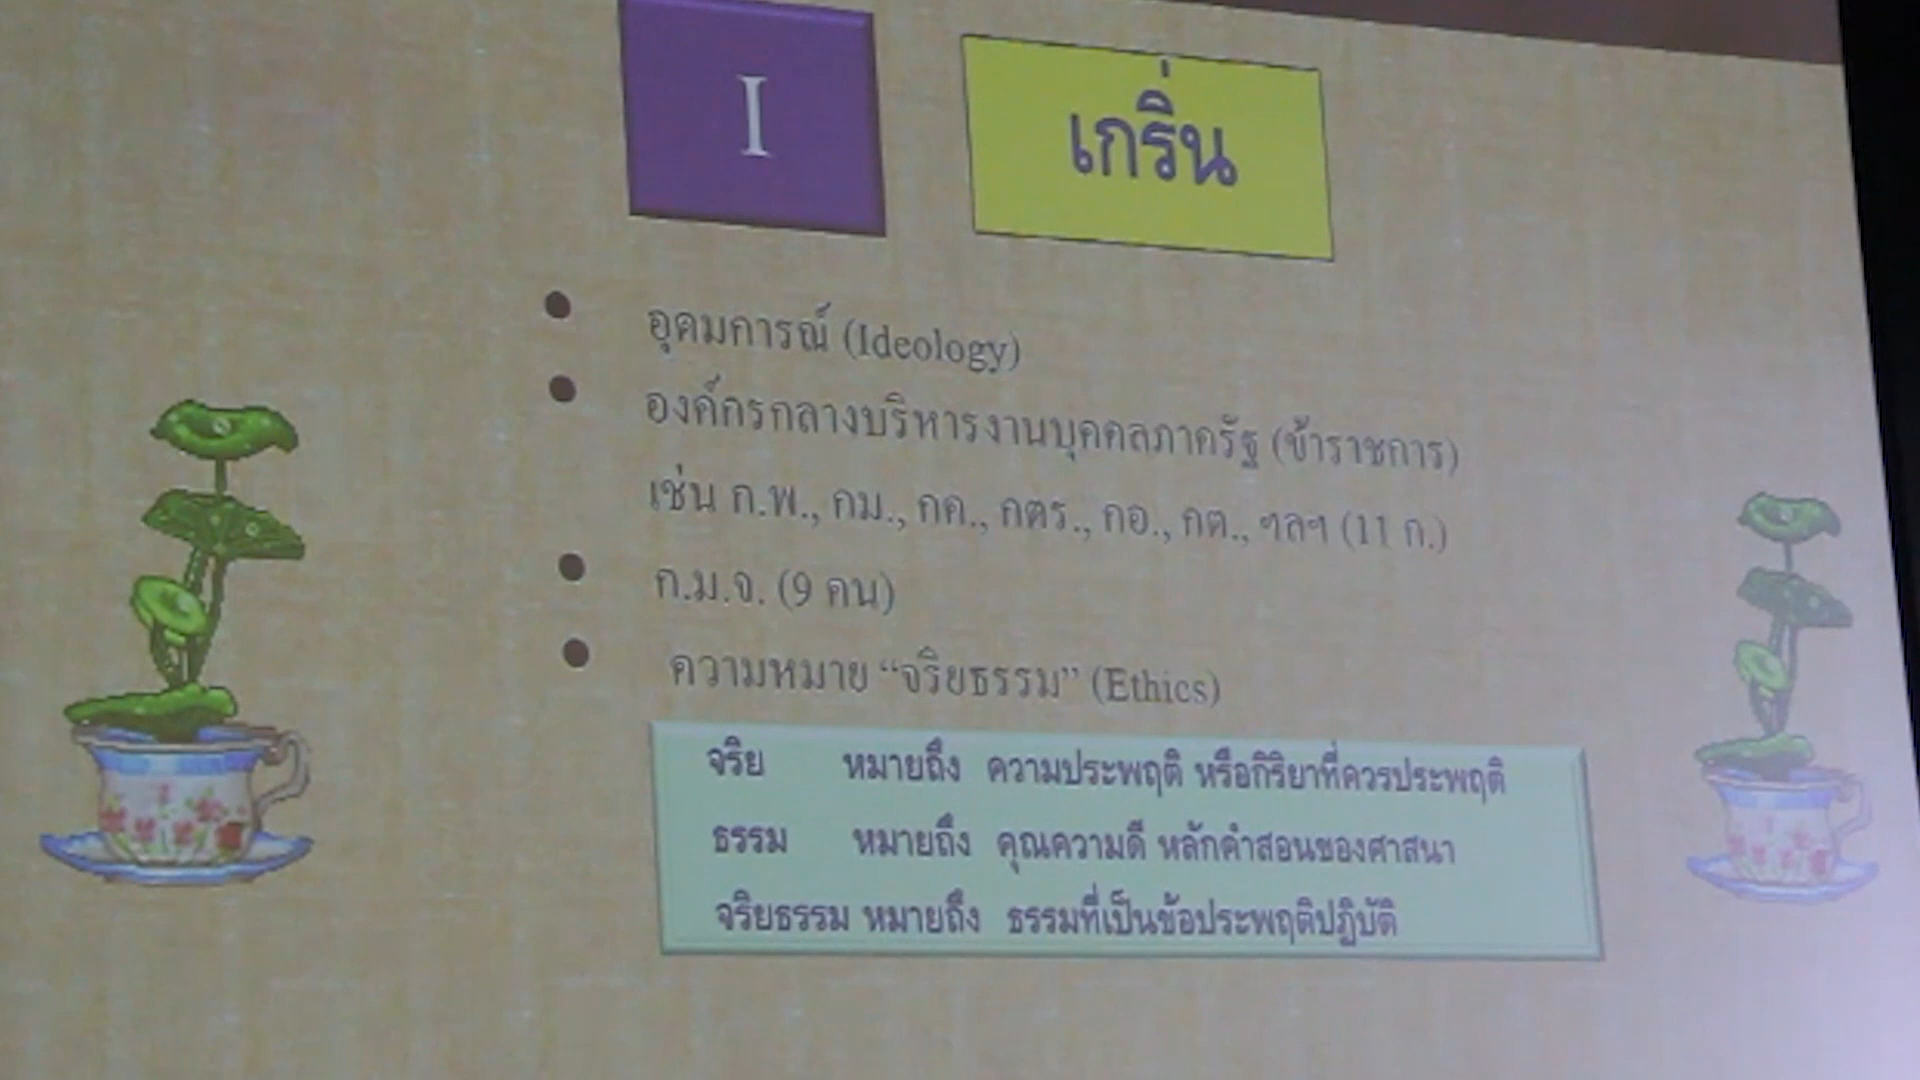 I
เกริ่น
อุดมการณ์ (Ideology)
องค์กรกลางบริหารงานบุคคลภาครัฐ (ข้าราชการ)
เช่น ก.พ., กม., กค., กตร., กอ., กต., ฯลฯ (11 ก.)
ก.ม.จ. (9 คน)
ความหมาย “จริยธรรม” (Ethics)
จริย หมายถึง ความประพฤติ หรือกิริยาที่ควรประพฤติ
ธรรม หมายถึง คุณความดี หลักคำสอนของศาสนา
จริยธรรม หมายถึง ธรรมที่เป็นข้อประพฤติปฏิบัติ